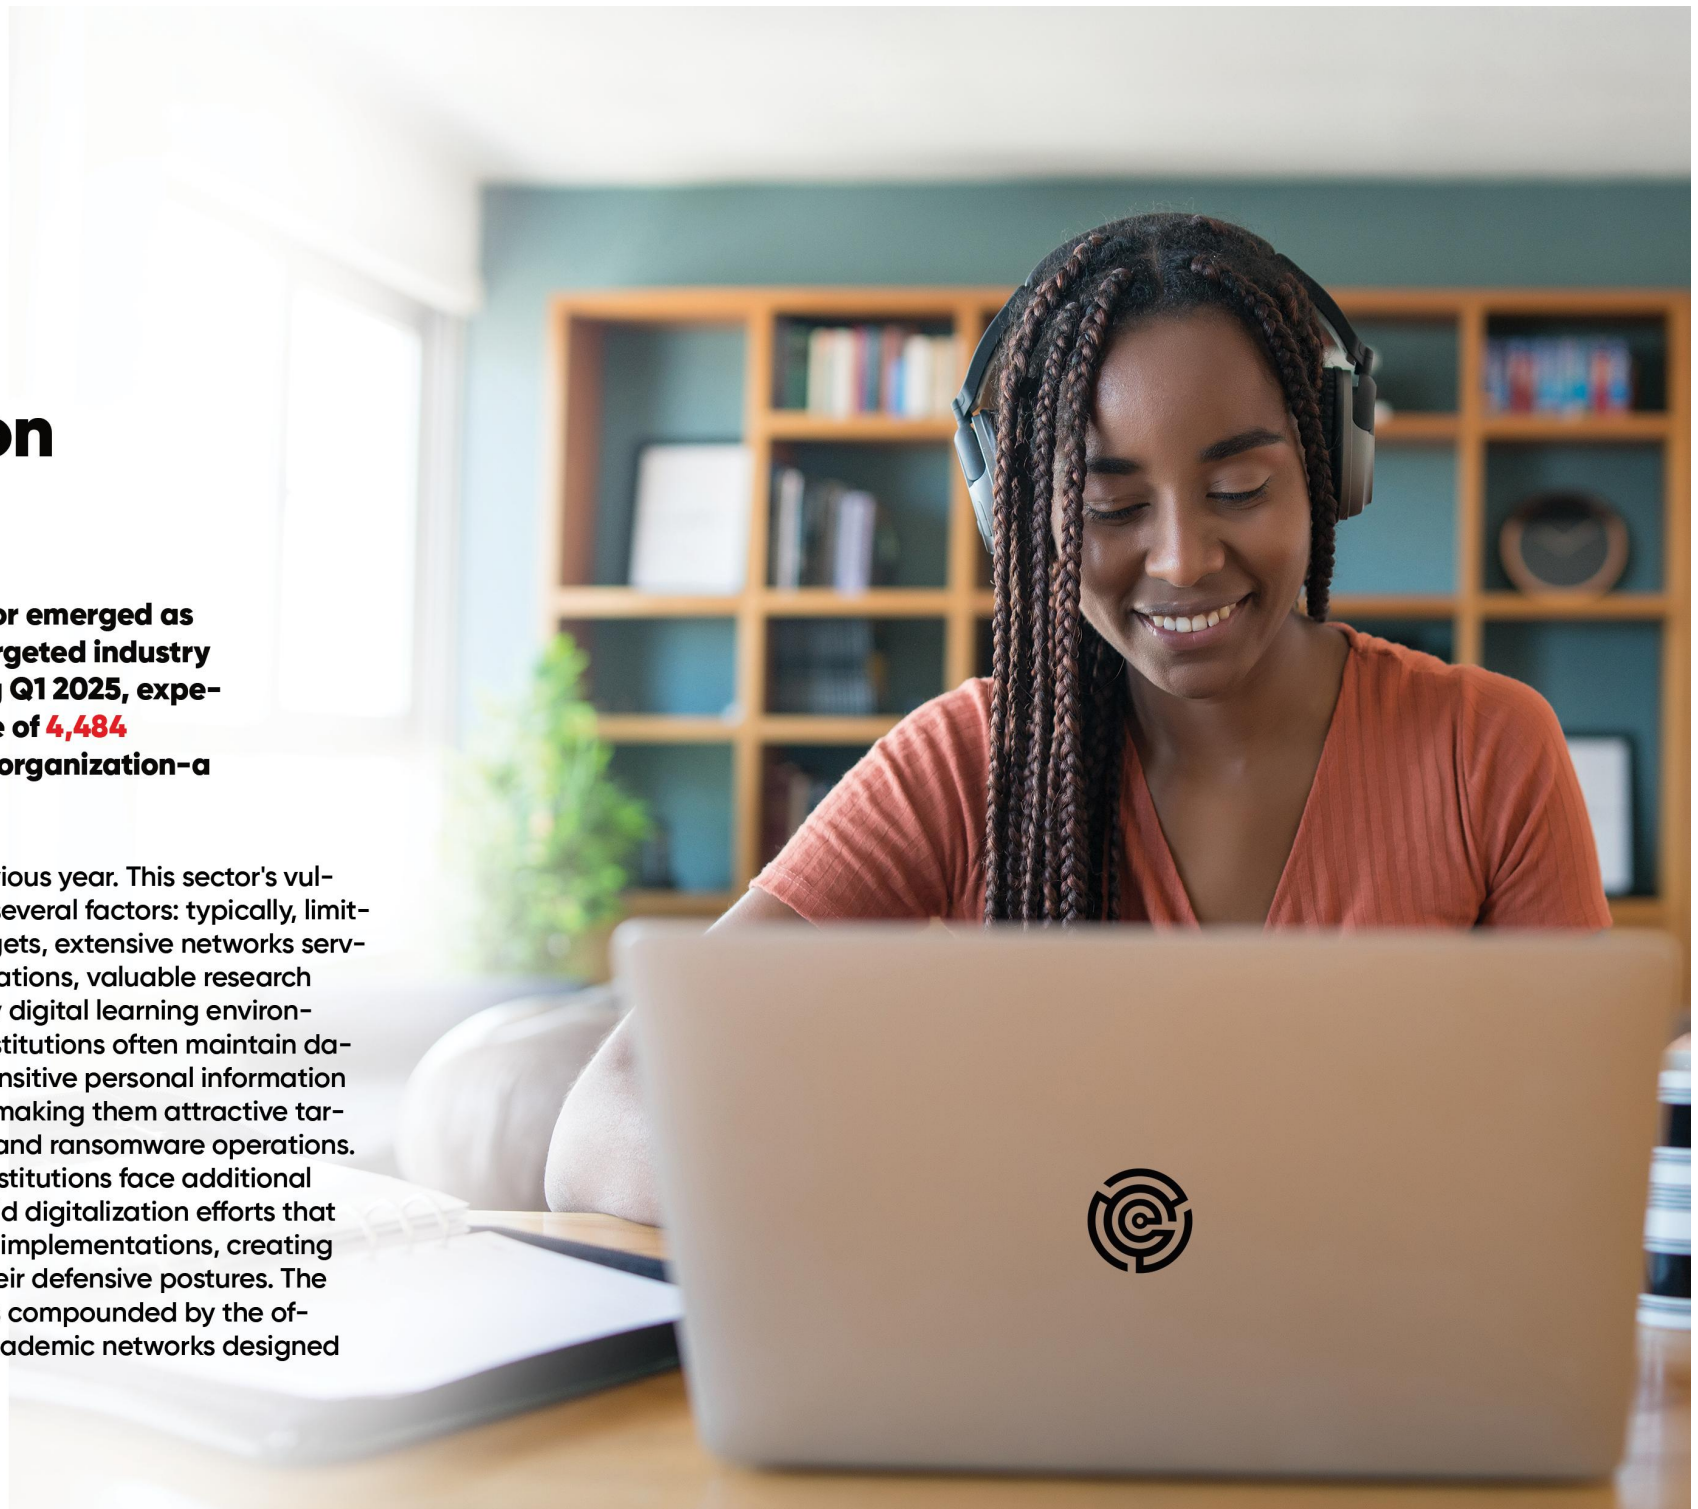 on
or emerged as
rgeted industry
Q1 2025, expe-
e of 4,484
organization-a
vious year. This sector's vul-
several factors: typically, limit-
gets, extensive networks serv-
ations, valuable research
y digital learning environ-
stitutions often maintain da-
nsitive personal information
making them attractive tar-
and ransomware operations.
stitutions face additional
d digitalization efforts that
implementations, creating
eir defensive postures. The
s compounded by the of-
ademic networks designed